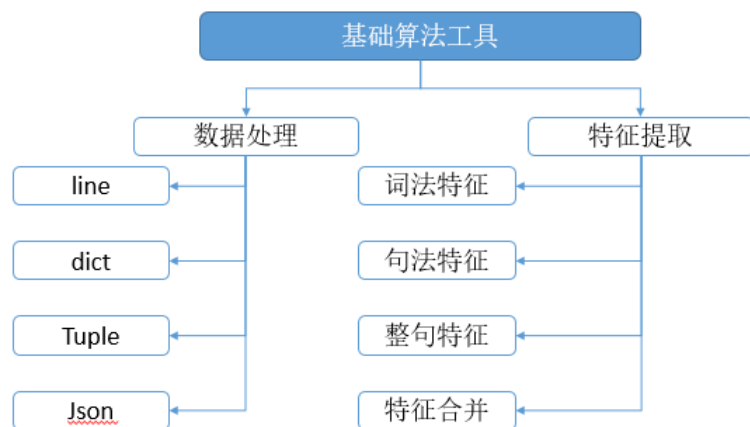 基础算法工具
数据处理
特征提取
line
词法特征
dict
句法特征
Tuple
整句特征
Json
特征合并